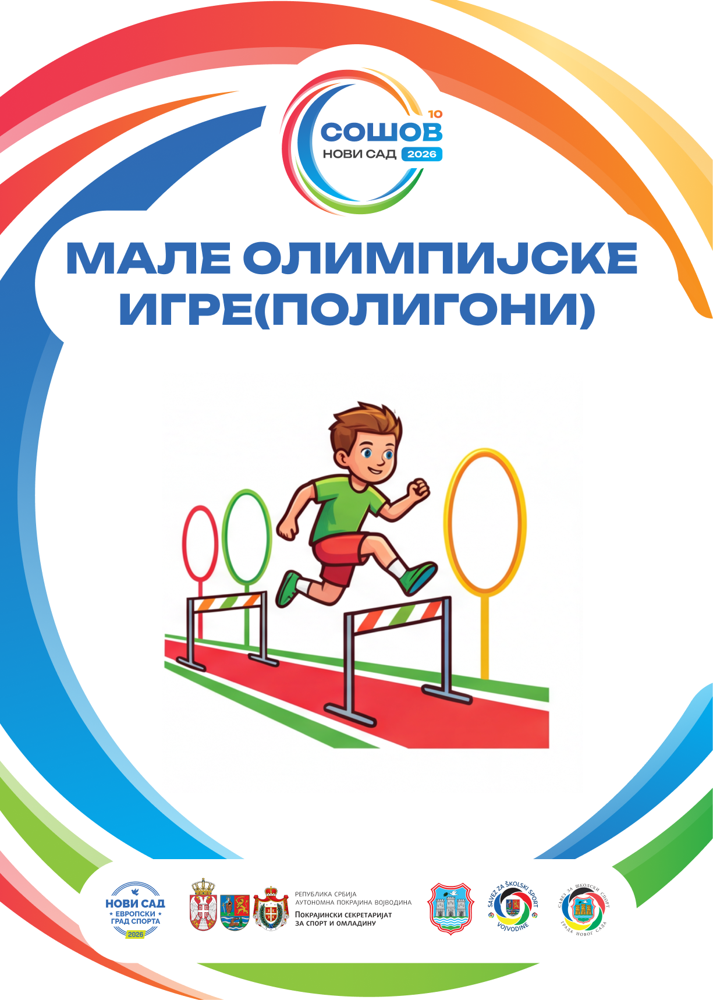 10
СОШОВ
НОВИ САД 2026
МАЛЕ ОЛИМПИЈСКЕ
ИГРЕ(ПОЛИГОНИ)
НОВИ САД
ЕВРОПСКИ
ГРАД СПОРТА
2026
РЕПУБЛИКА СРБИЈА
АУТОНОМНА ПОКРАЈИНА ВОЈВОДИНА
ПОКРАЈИНСКИ СЕКРЕТАРИЈАТ
ЗА СПОРТ И ОМЛАДИНУ
SAVEZ ZA ŠKOLSKI SPORT
VOJVODINE
САВЕЗ ЗА ШКОЛСКИ СПОРТ
ГРАДА НОВОГ САДА